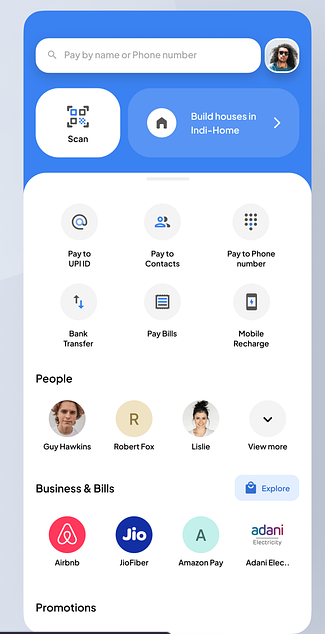 Pay by name or Phone number
Scan
Build houses in
Indi-Home
Pay to
UPI ID
Pay to
Contacts
Pay to Phone
number
Bank
Transfer
Pay Bills
Mobile
Recharge
People
R
Guy Hawkins
Robert Fox
Lislie
View more
Business & Bills
Explore
Jio
A
adani
Electricity
Airbnb
JioFiber
Amazon Pay
Adani Elec..
Promotions